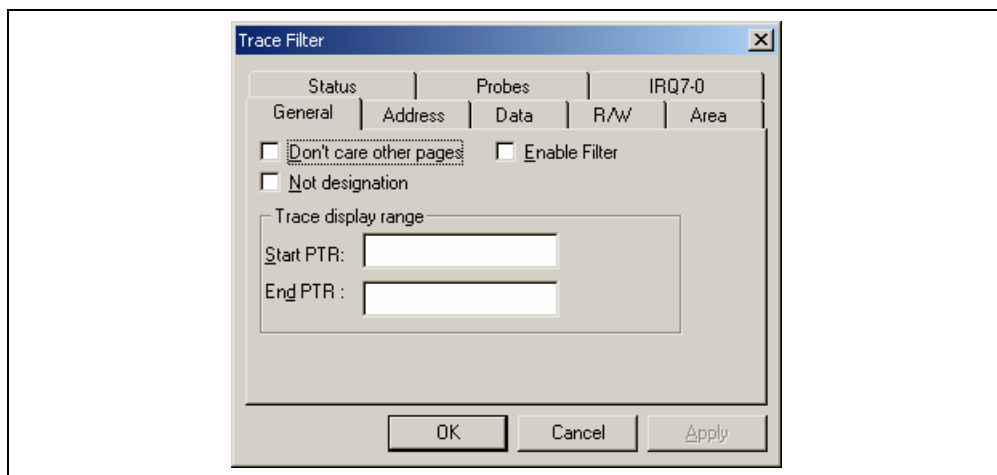 Trace Filter
Status Probes IRQ7-0
General Address Data R/W Area
Don't care other pages Enable Filter
Not designation
Trace display range
Start PTR:
End PTR :
OK Cancel Apply